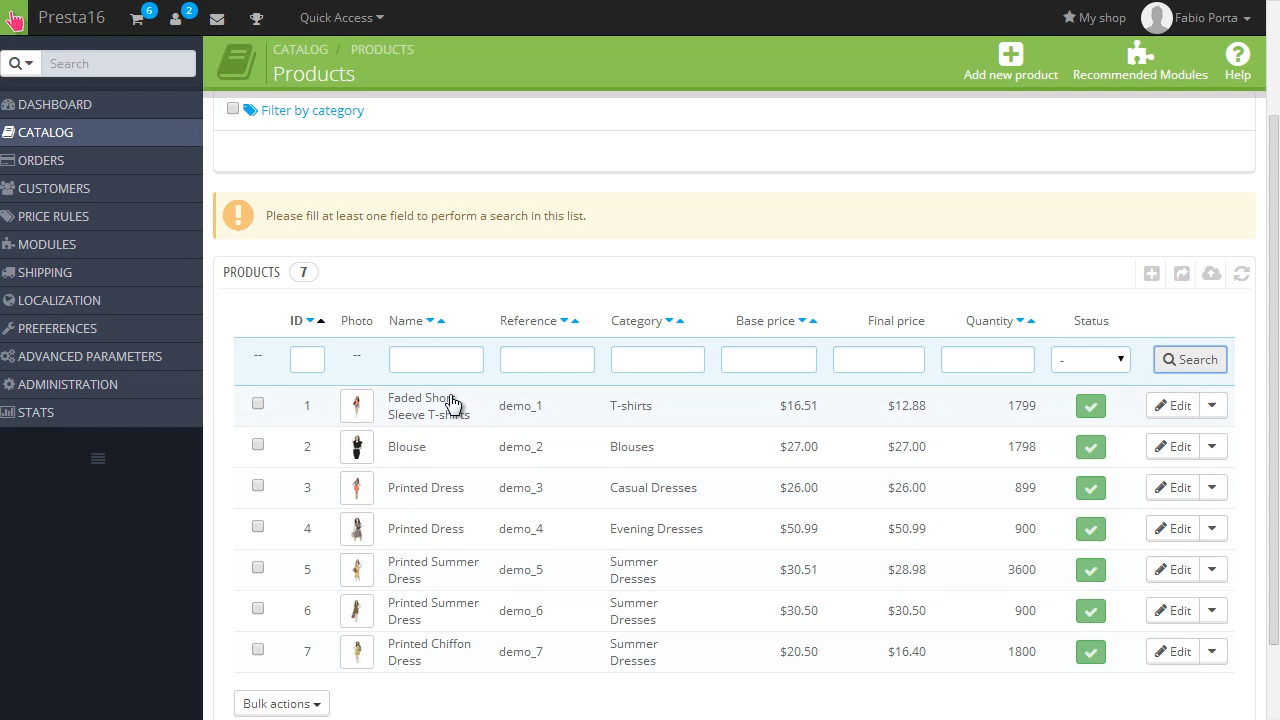 Presta16 6 2 Quick Access My shop Fabio Porta
Search
CATALOG / PRODUCTS
Products
Add new product Recommended Modules Help
DASHBOARD
CATALOG
ORDERS
CUSTOMERS
PRICE RULES
MODULES
SHIPPING
LOCALIZATION
PREFERENCES
ADVANCED PARAMETERS
ADMINISTRATION
STATS
Filter by category
Please fill at least one field to perform a search in this list.
PRODUCTS 7
ID Photo Name Reference Category Base price Final price Quantity Status
-- -- - Search
1 Faded Short Sleeve T-shirts demo_1 T-shirts $16.51 $12.88 1799 Edit
2 Blouse demo_2 Blouses $27.00 $27.00 1798 Edit
3 Printed Dress demo_3 Casual Dresses $26.00 $26.00 899 Edit
4 Printed Dress demo_4 Evening Dresses $50.99 $50.99 900 Edit
5 Printed Summer Dress demo_5 Summer Dresses $30.51 $28.98 3600 Edit
6 Printed Summer Dress demo_6 Summer Dresses $30.50 $30.50 900 Edit
7 Printed Chiffon Dress demo_7 Summer Dresses $20.50 $16.40 1800 Edit
Bulk actions